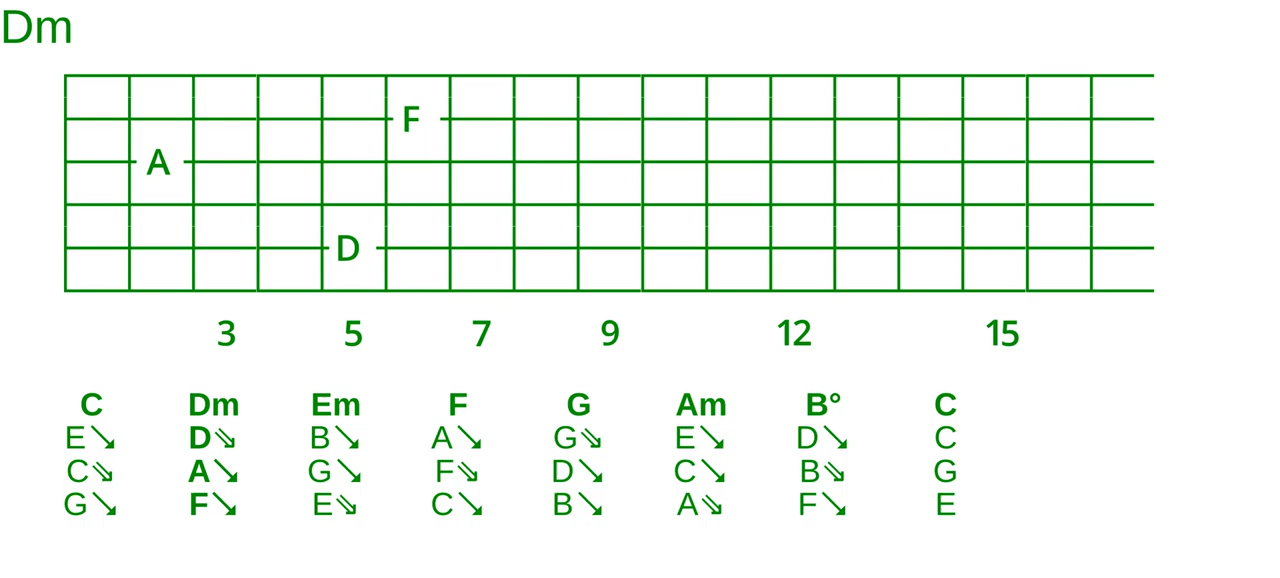 Dm
F
A
D
3 5 7 9 12 15
C Dm Em F G Am B° C
E↘ D⇘ B↘ A↘ G⇘ E↘ D↘ C
C⇘ A↘ G↘ F⇘ D↘ C↘ B⇘ G
G↘ F↘ E⇘ C↘ B↘ A⇘ F↘ E